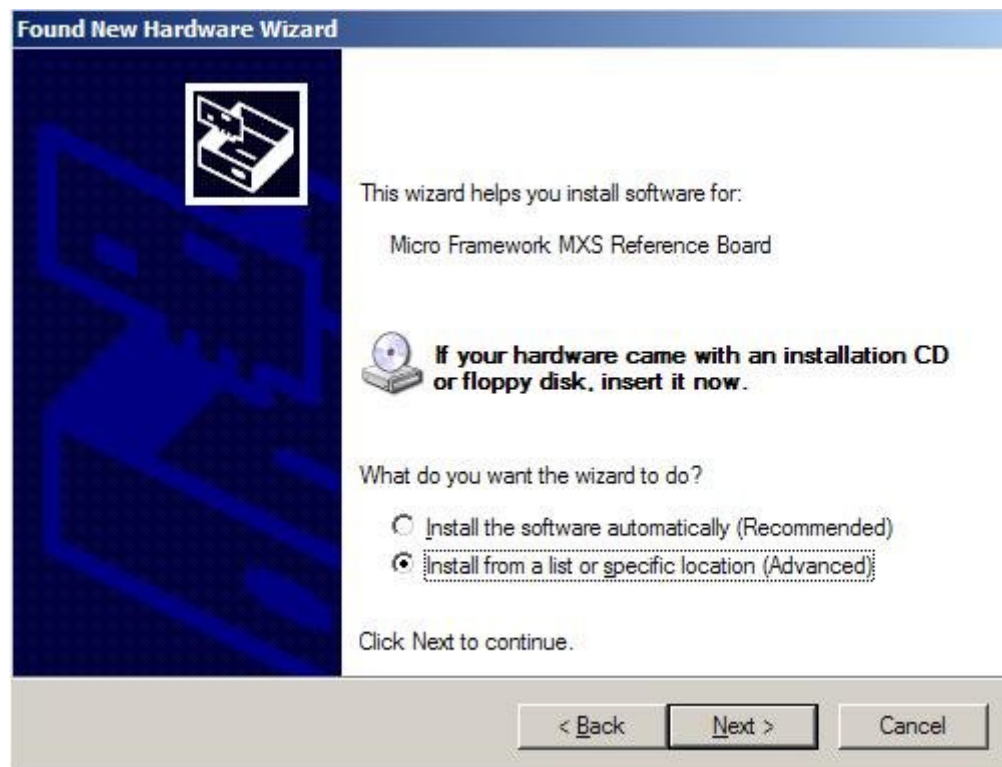 Found New Hardware Wizard
This wizard helps you install software for:
Micro Framework MXS Reference Board
If your hardware came with an installation CD
or floppy disk, insert it now.
What do you want the wizard to do?
Install the software automatically (Recommended)
Install from a list or specific location (Advanced)
Click Next to continue.
< Back
Next >
Cancel